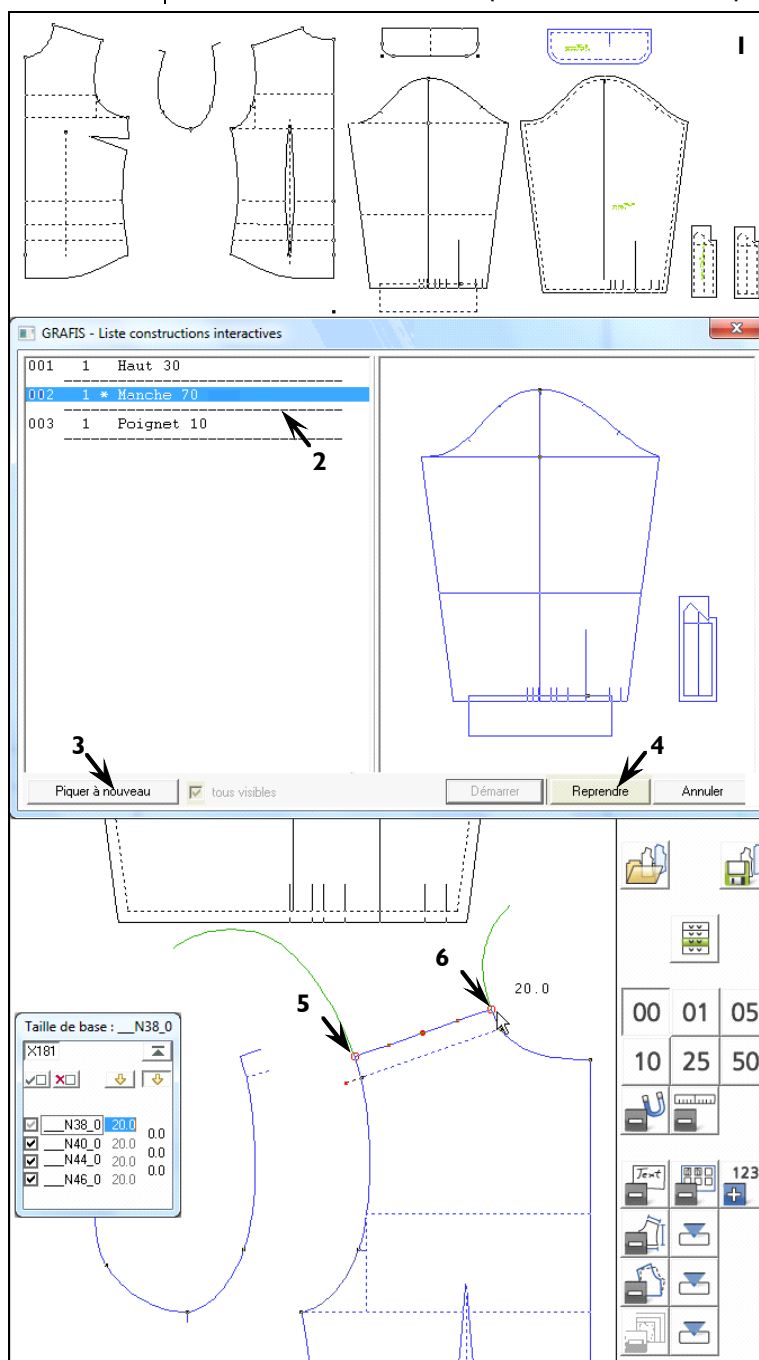 1
GRAFIS - Liste constructions interactives
001 1 Haut 30
002 1 * Manche 70
003 1 Poignet 10
2
3
4
Piquer à nouveau
tous visibles
Démarrer
Reprendre
Annuler
6
20.0
5
Taille de base : __N38_0
X181
__N38_0 20.0
0.0
__N40_0 20.0
0.0
__N44_0 20.0
0.0
__N46_0 20.0
00 01 05
10 25 50
Text
123